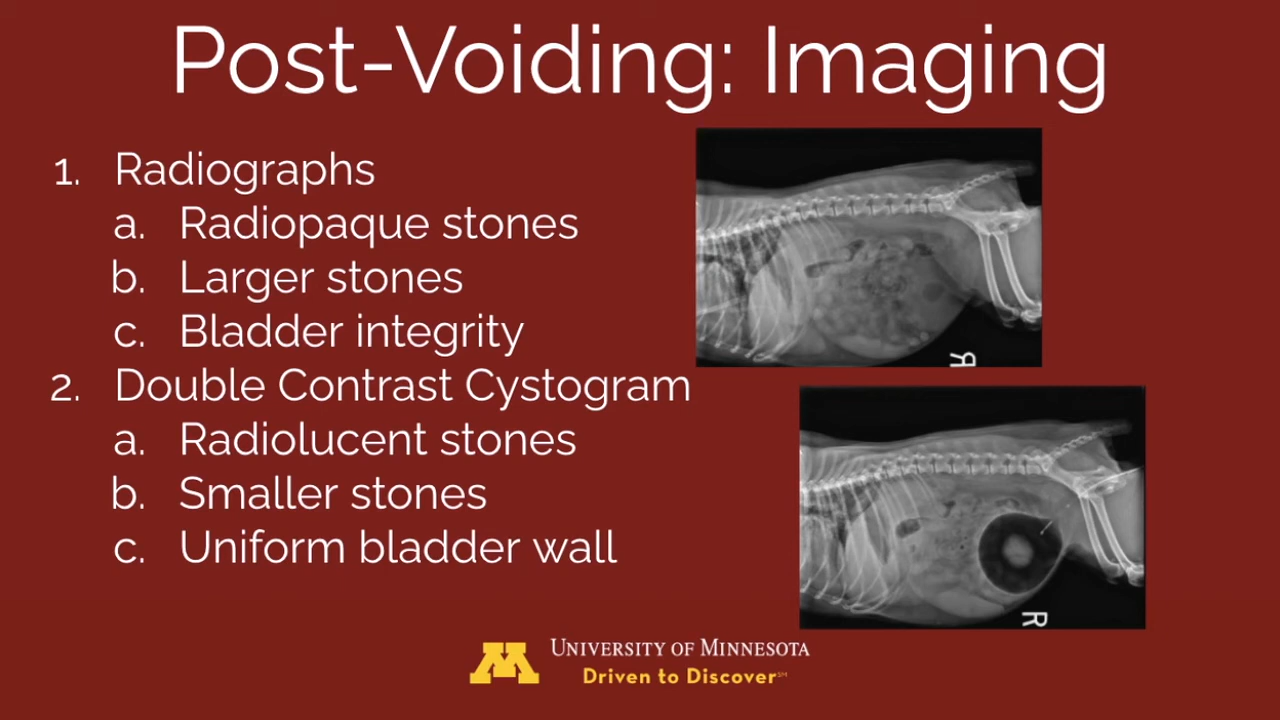 Post-Voiding: Imaging
1. Radiographs
a. Radiopaque stones
b. Larger stones
c. Bladder integrity
2. Double Contrast Cystogram
a. Radiolucent stones
b. Smaller stones
c. Uniform bladder wall
R
R
M
UNIVERSITY OF MINNESOTA
Driven to Discover℠